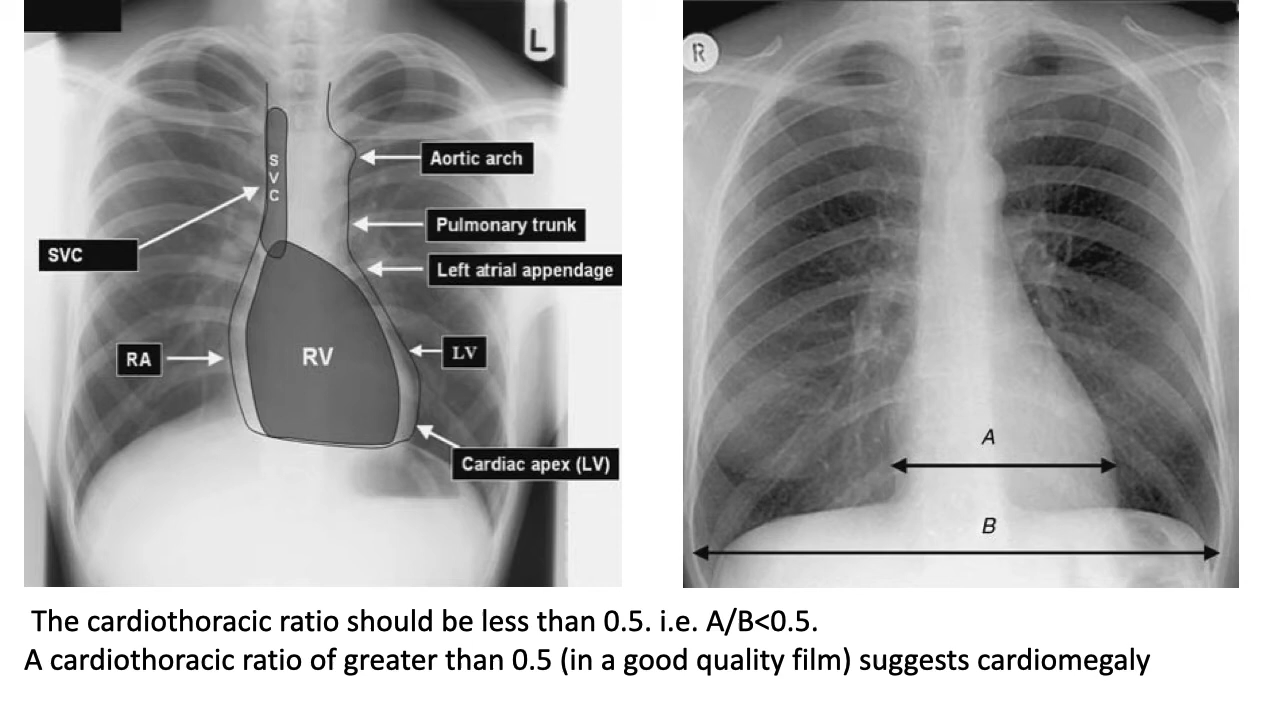 L
S
V
C
Aortic arch
Pulmonary trunk
SVC
Left atrial appendage
RA
RV
LV
Cardiac apex (LV)
R
A
B
The cardiothoracic ratio should be less than 0.5. i.e. A/B<0.5.
A cardiothoracic ratio of greater than 0.5 (in a good quality film) suggests cardiomegaly